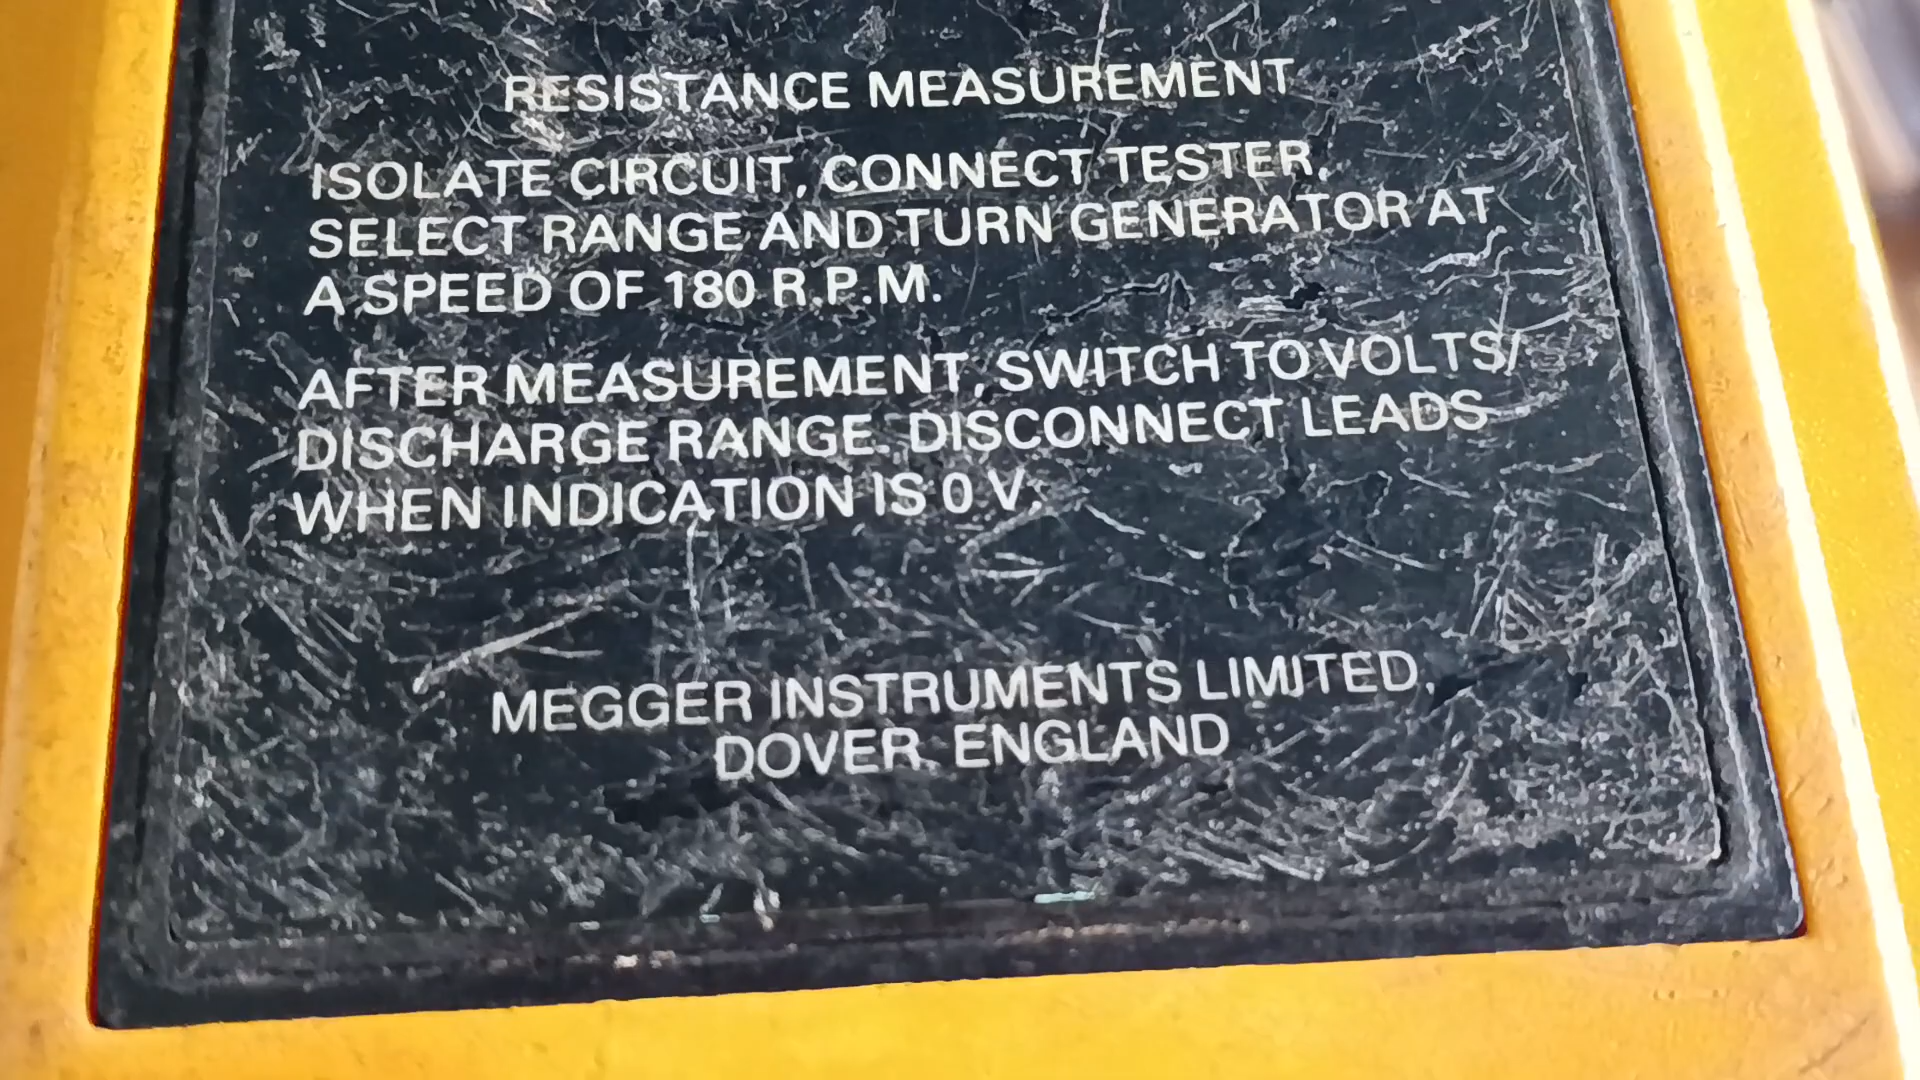 RESISTANCE MEASUREMENT
ISOLATE CIRCUIT, CONNECT TESTER,
SELECT RANGE AND TURN GENERATOR AT
A SPEED OF 180 R.P.M.
AFTER MEASUREMENT, SWITCH TO VOLTS/
DISCHARGE RANGE. DISCONNECT LEADS
WHEN INDICATION IS 0 V.
MEGGER INSTRUMENTS LIMITED,
DOVER. ENGLAND